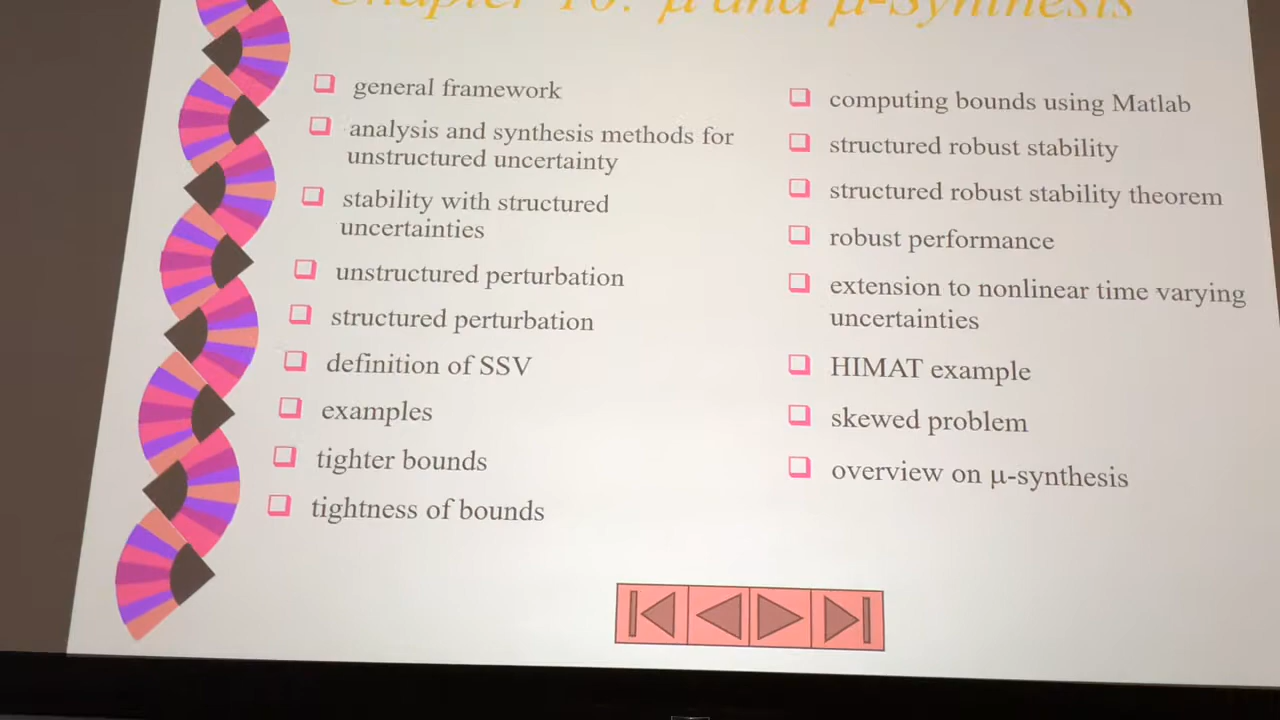 Chapter 10: μ and μ-Synthesis
general framework
analysis and synthesis methods for
unstructured uncertainty
stability with structured
uncertainties
unstructured perturbation
structured perturbation
definition of SSV
examples
tighter bounds
tightness of bounds
computing bounds using Matlab
structured robust stability
structured robust stability theorem
robust performance
extension to nonlinear time varying
uncertainties
HIMAT example
skewed problem
overview on μ-synthesis